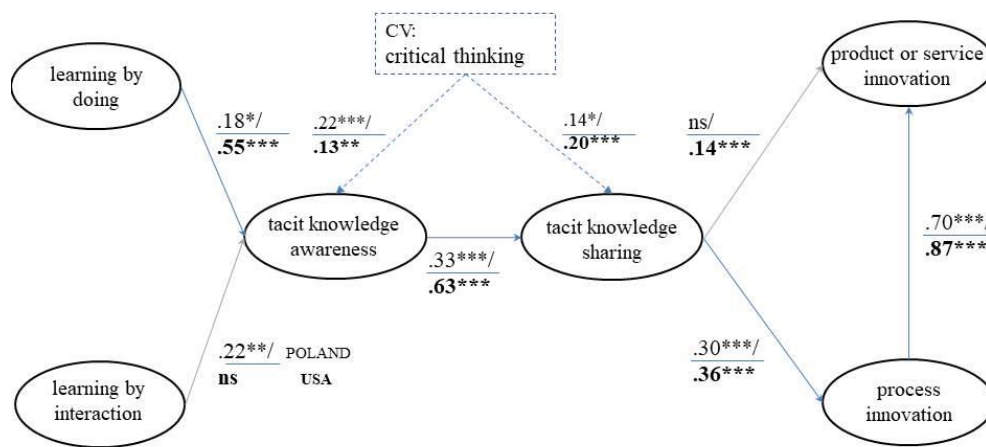 CV:
critical thinking
learning by
doing
product or service
innovation
.18*/
.55***
.22***/
.13**
.14*/
.20***
ns/
.14***
tacit knowledge
awareness
tacit knowledge
sharing
.33***/
.63***
.70***/
.87***
.22**/ POLAND
ns USA
.30***/
.36***
learning by
interaction
process
innovation